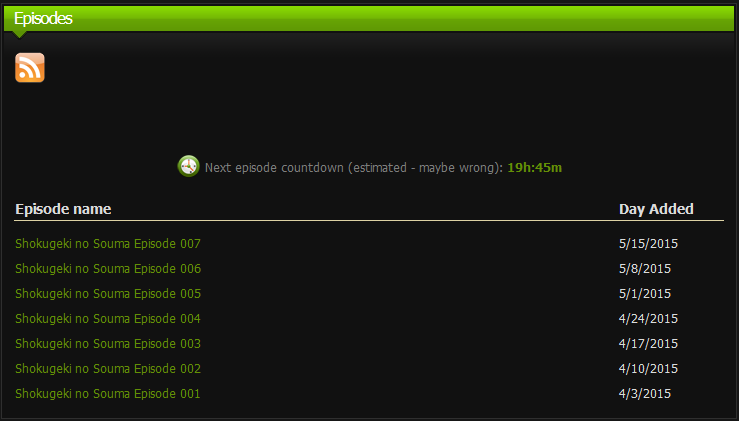 Episodes
Next episode countdown (estimated - maybe wrong): 19h:45m
Episode name Day Added
Shokugeki no Souma Episode 007 5/15/2015
Shokugeki no Souma Episode 006 5/8/2015
Shokugeki no Souma Episode 005 5/1/2015
Shokugeki no Souma Episode 004 4/24/2015
Shokugeki no Souma Episode 003 4/17/2015
Shokugeki no Souma Episode 002 4/10/2015
Shokugeki no Souma Episode 001 4/3/2015